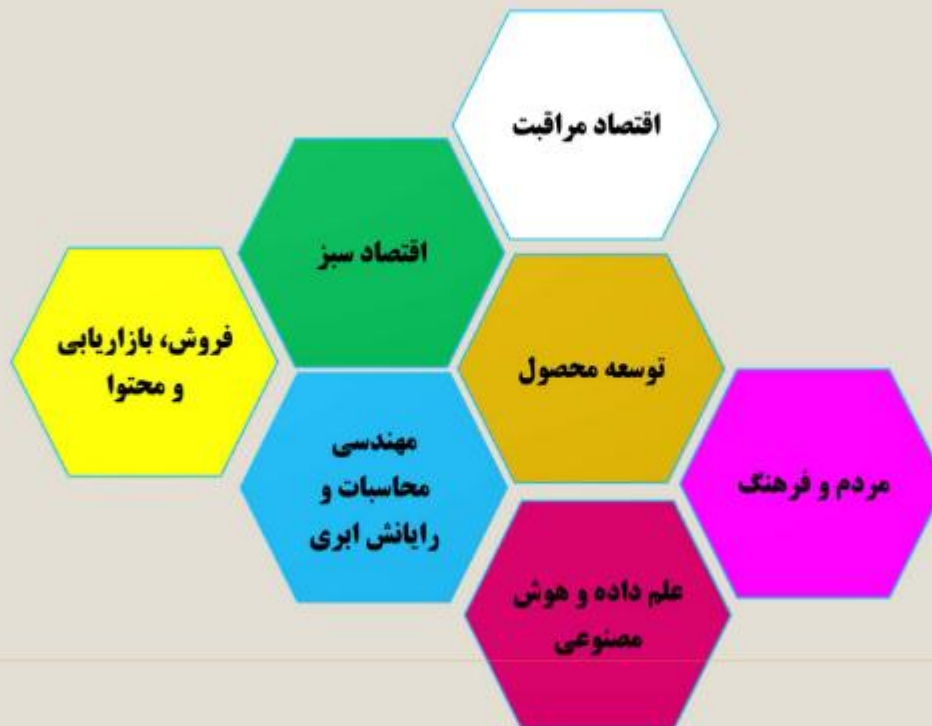 اقتصاد مراقبت
اقتصاد سبز
فروش، بازاریابی
و محتوا
توسعه محصول
مهندسی
محاسبات و
رایانش ابری
مردم و فرهنگ
علم داده و هوش
مصنوعی